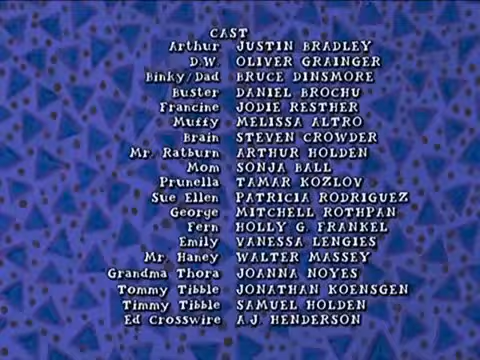 CAST
Arthur JUSTIN BRADLEY
D.W. OLIVER GRAINGER
Binky/Dad BRUCE DINSMORE
Buster DANIEL BROCHU
Francine JODIE RESTHER
Muffy MELISSA ALTRO
Brain STEVEN CROWDER
Mr. Ratburn ARTHUR HOLDEN
Mom SONJA BALL
Prunella TAMAR KOZLOV
Sue Ellen PATRICIA RODRIGUEZ
George MITCHELL ROTHPAN
Fern HOLLY G. FRANKEL
Emily VANESSA LENGIES
Mr. Haney WALTER MASSEY
Grandma Thora JOANNA NOYES
Tommy Tibble JONATHAN KOENSGEN
Timmy Tibble SAMUEL HOLDEN
Ed Crosswire A.J. HENDERSON